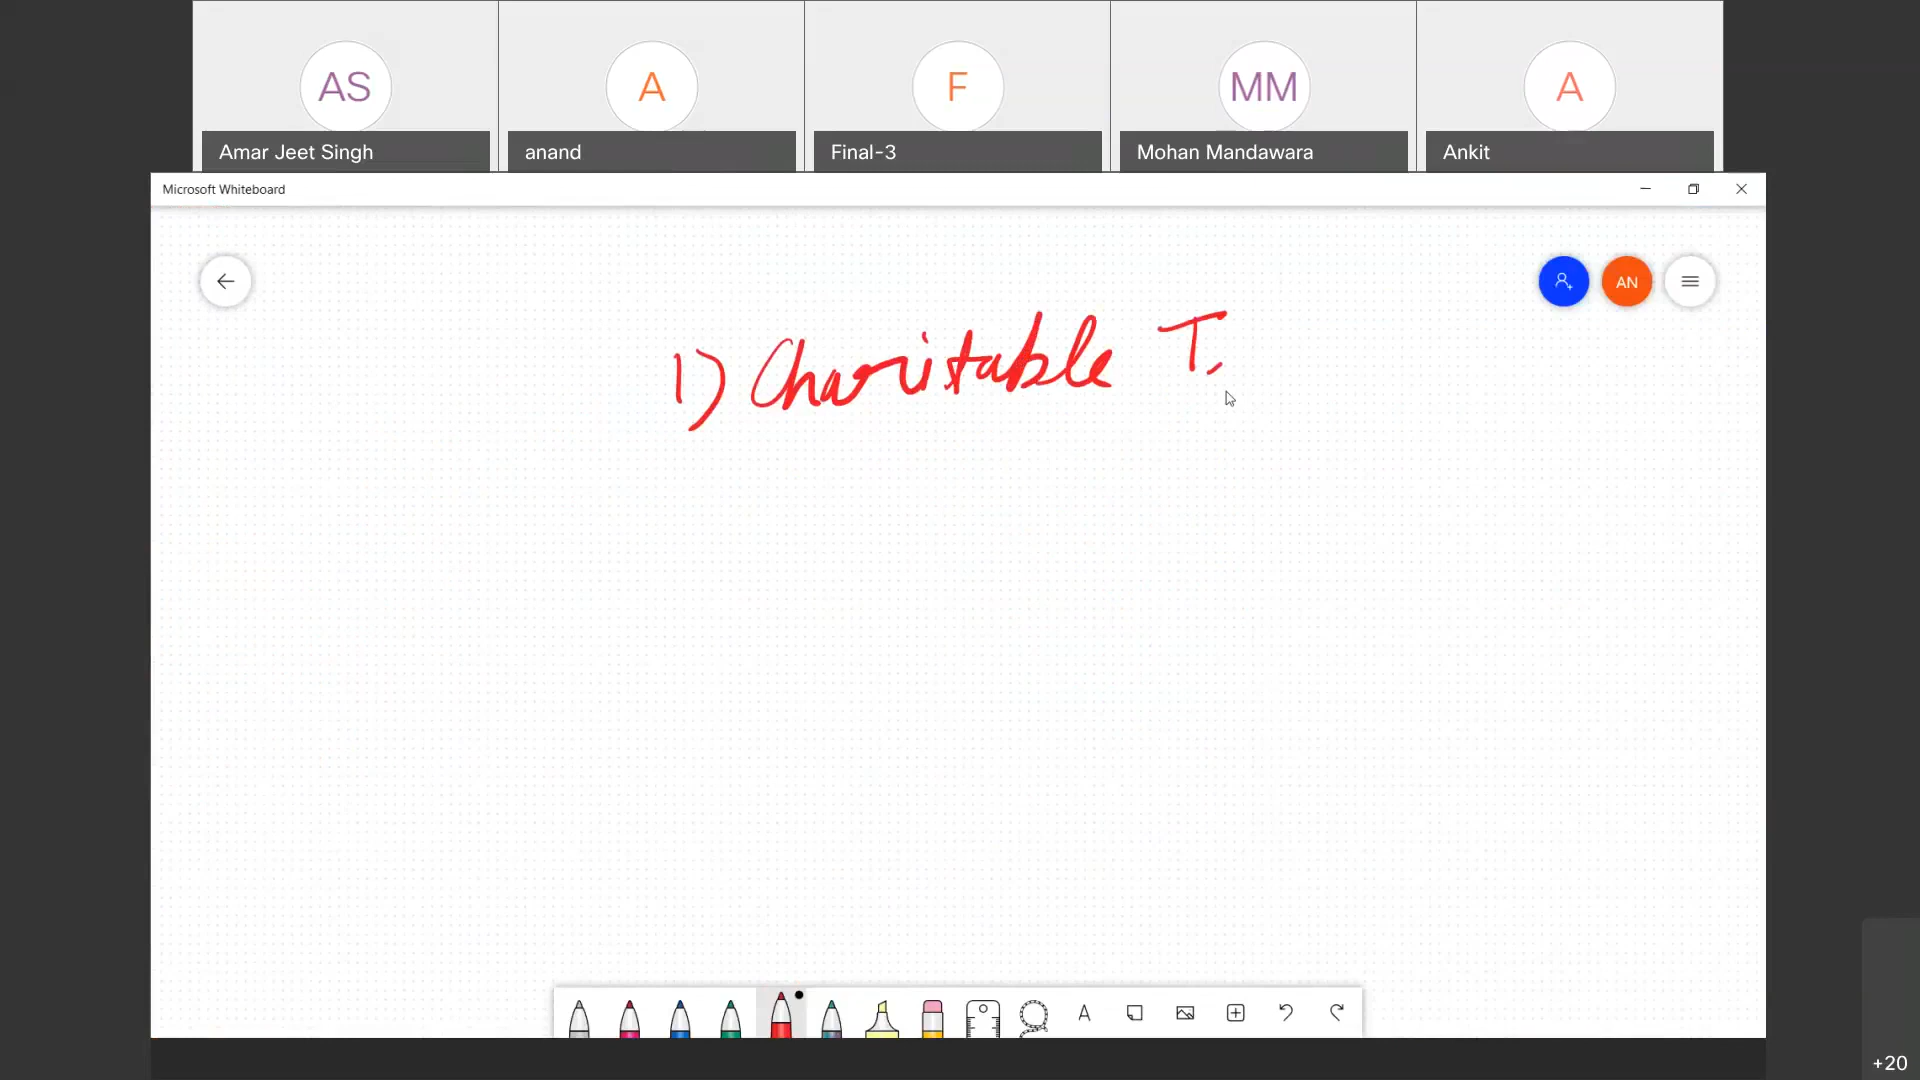 AS A F MM A
Amar Jeet Singh anand Final-3 Mohan Mandawara Ankit
Microsoft Whiteboard
AN
1) Charitable T.
A
+20